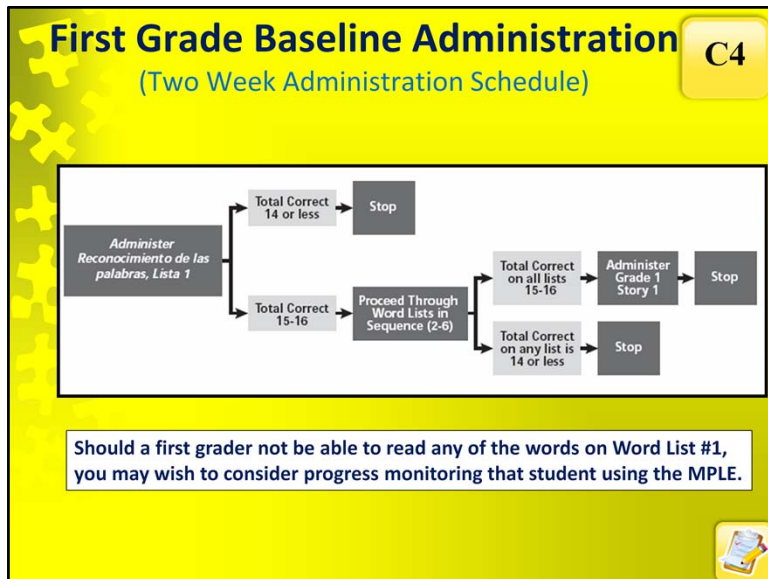 First Grade Baseline Administration
(Two Week Administration Schedule)
C4
Administer
Reconocimiento de las
palabras, Lista 1
Total Correct
14 or less
Stop
Total Correct
15-16
Proceed Through
Word Lists in
Sequence (2-6)
Total Correct
on all lists
15-16
Administer
Grade 1
Story 1
Stop
Total Correct
on any list is
14 or less
Stop
Should a first grader not be able to read any of the words on Word List #1,
you may wish to consider progress monitoring that student using the MPLE.